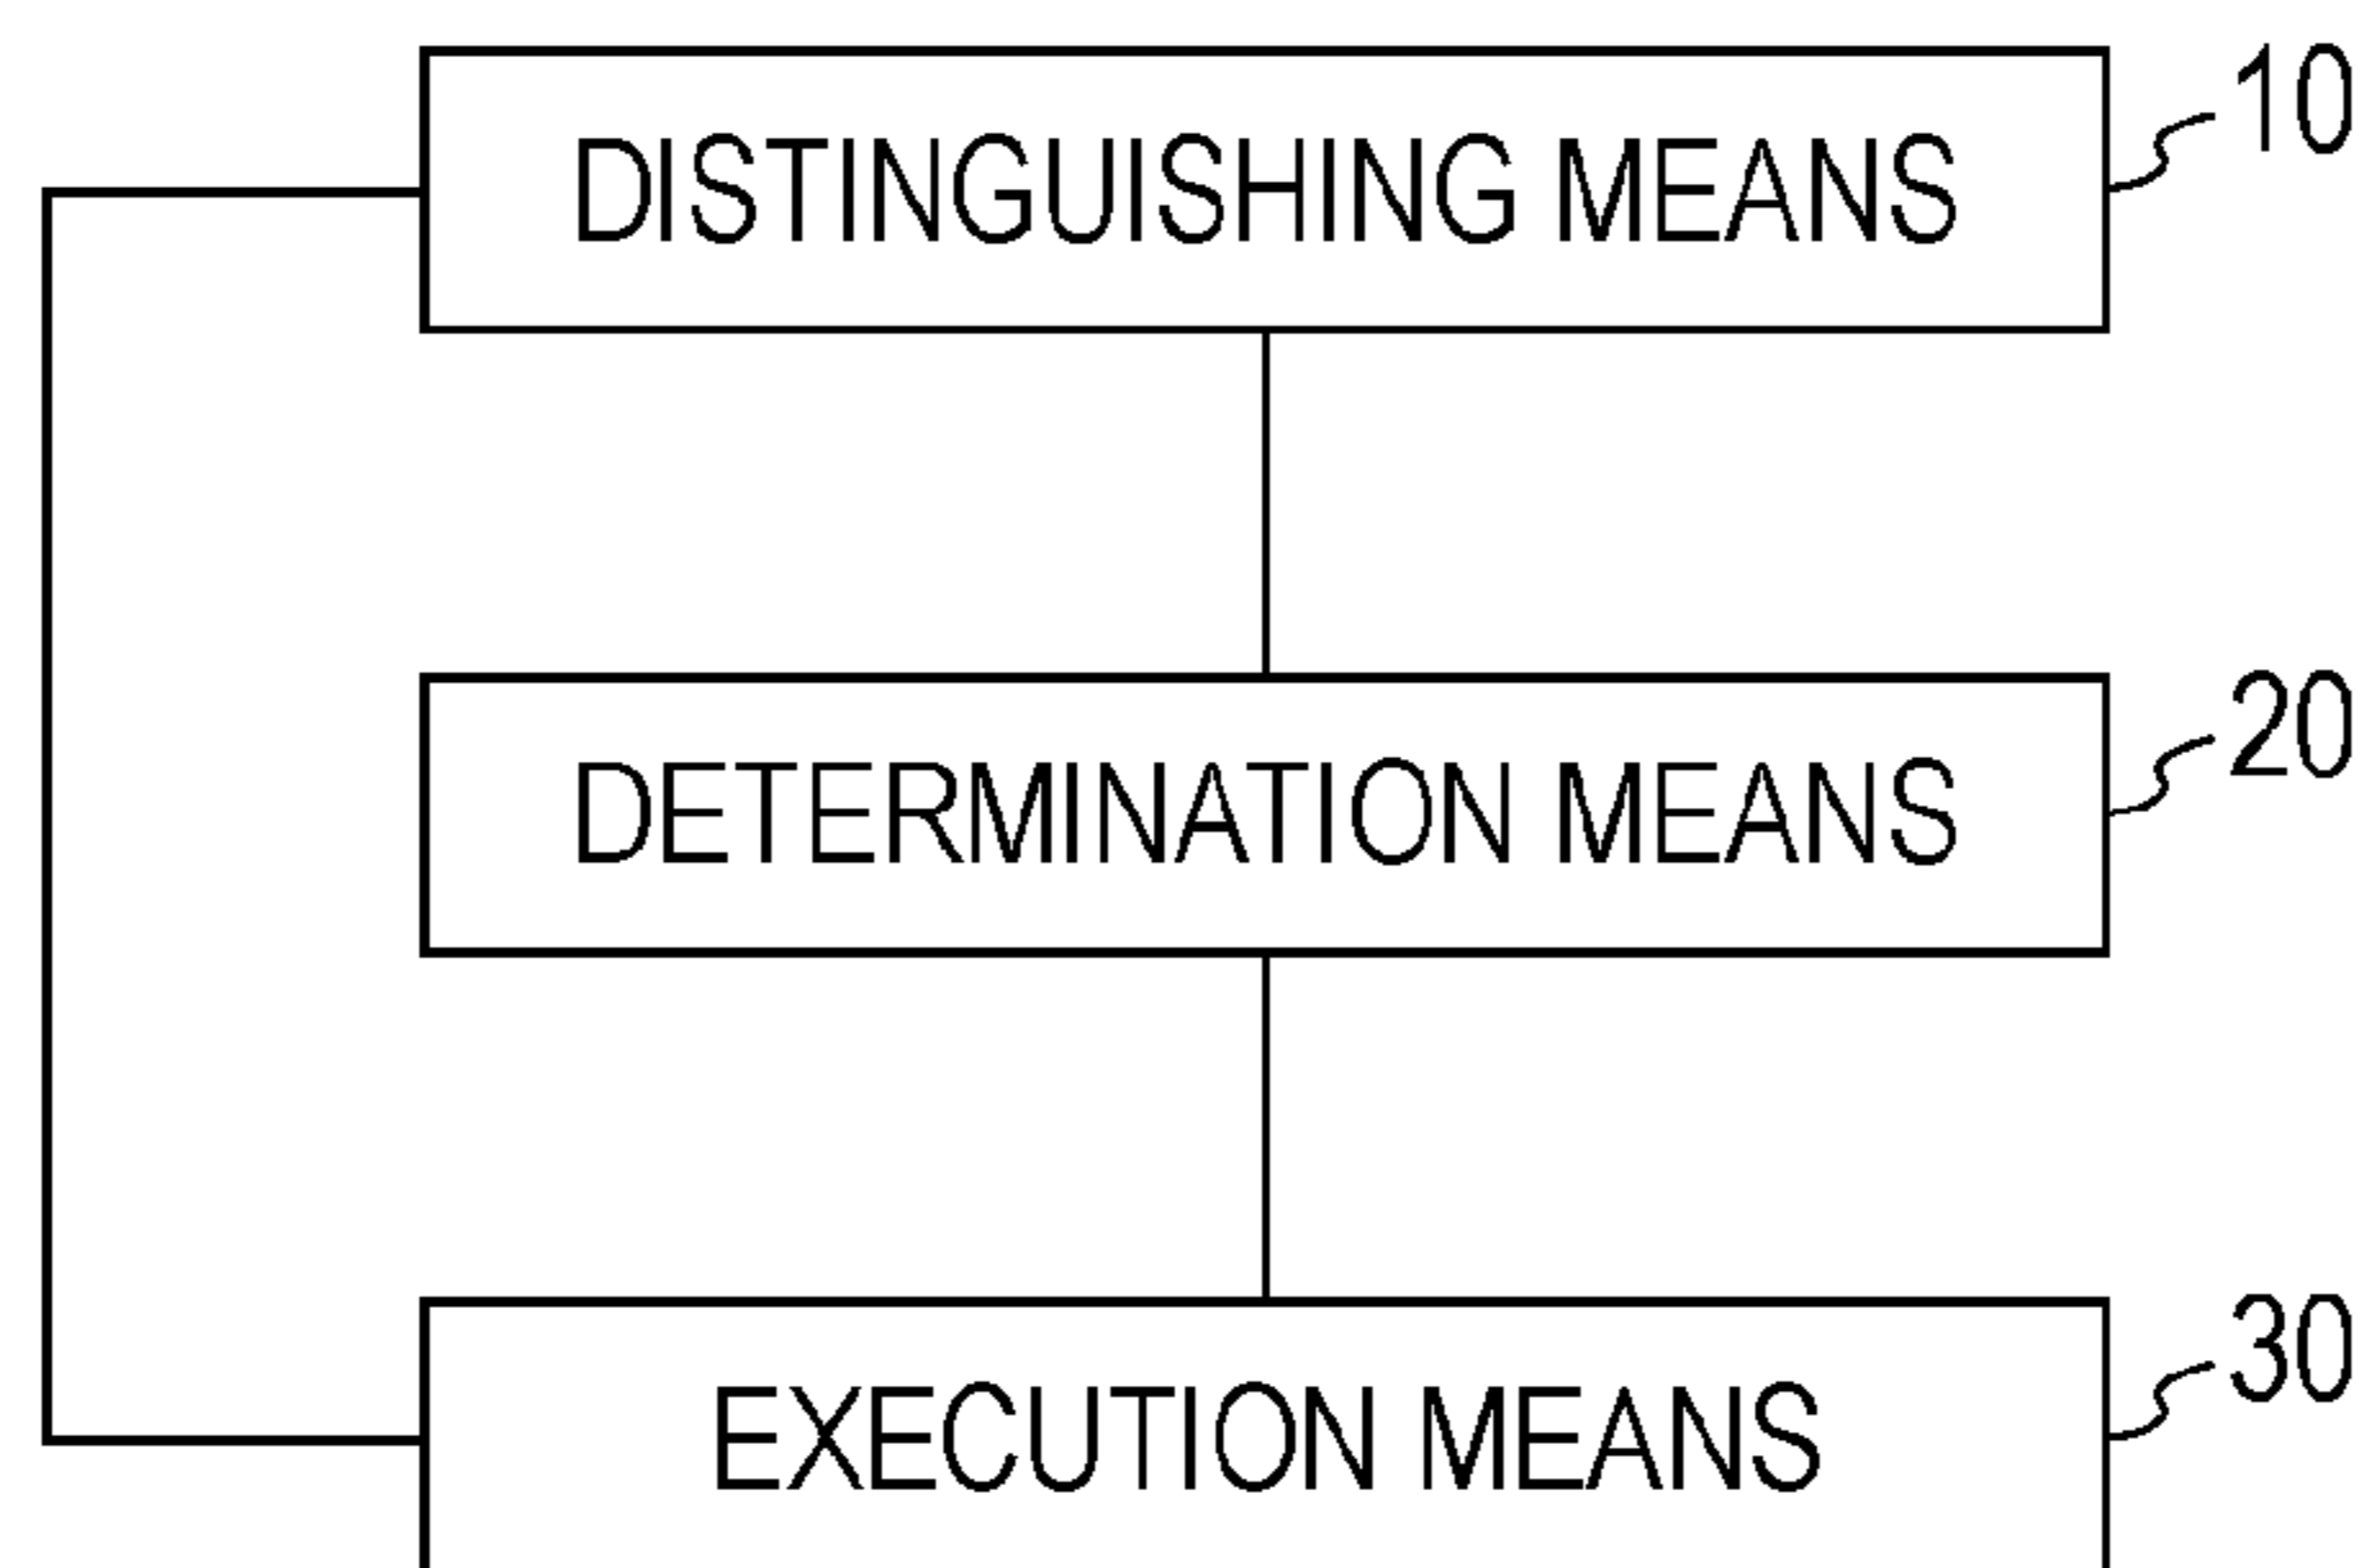 DISTINGUISHING MEANS
10
DETERMINATION MEANS
20
EXECUTION MEANS
30